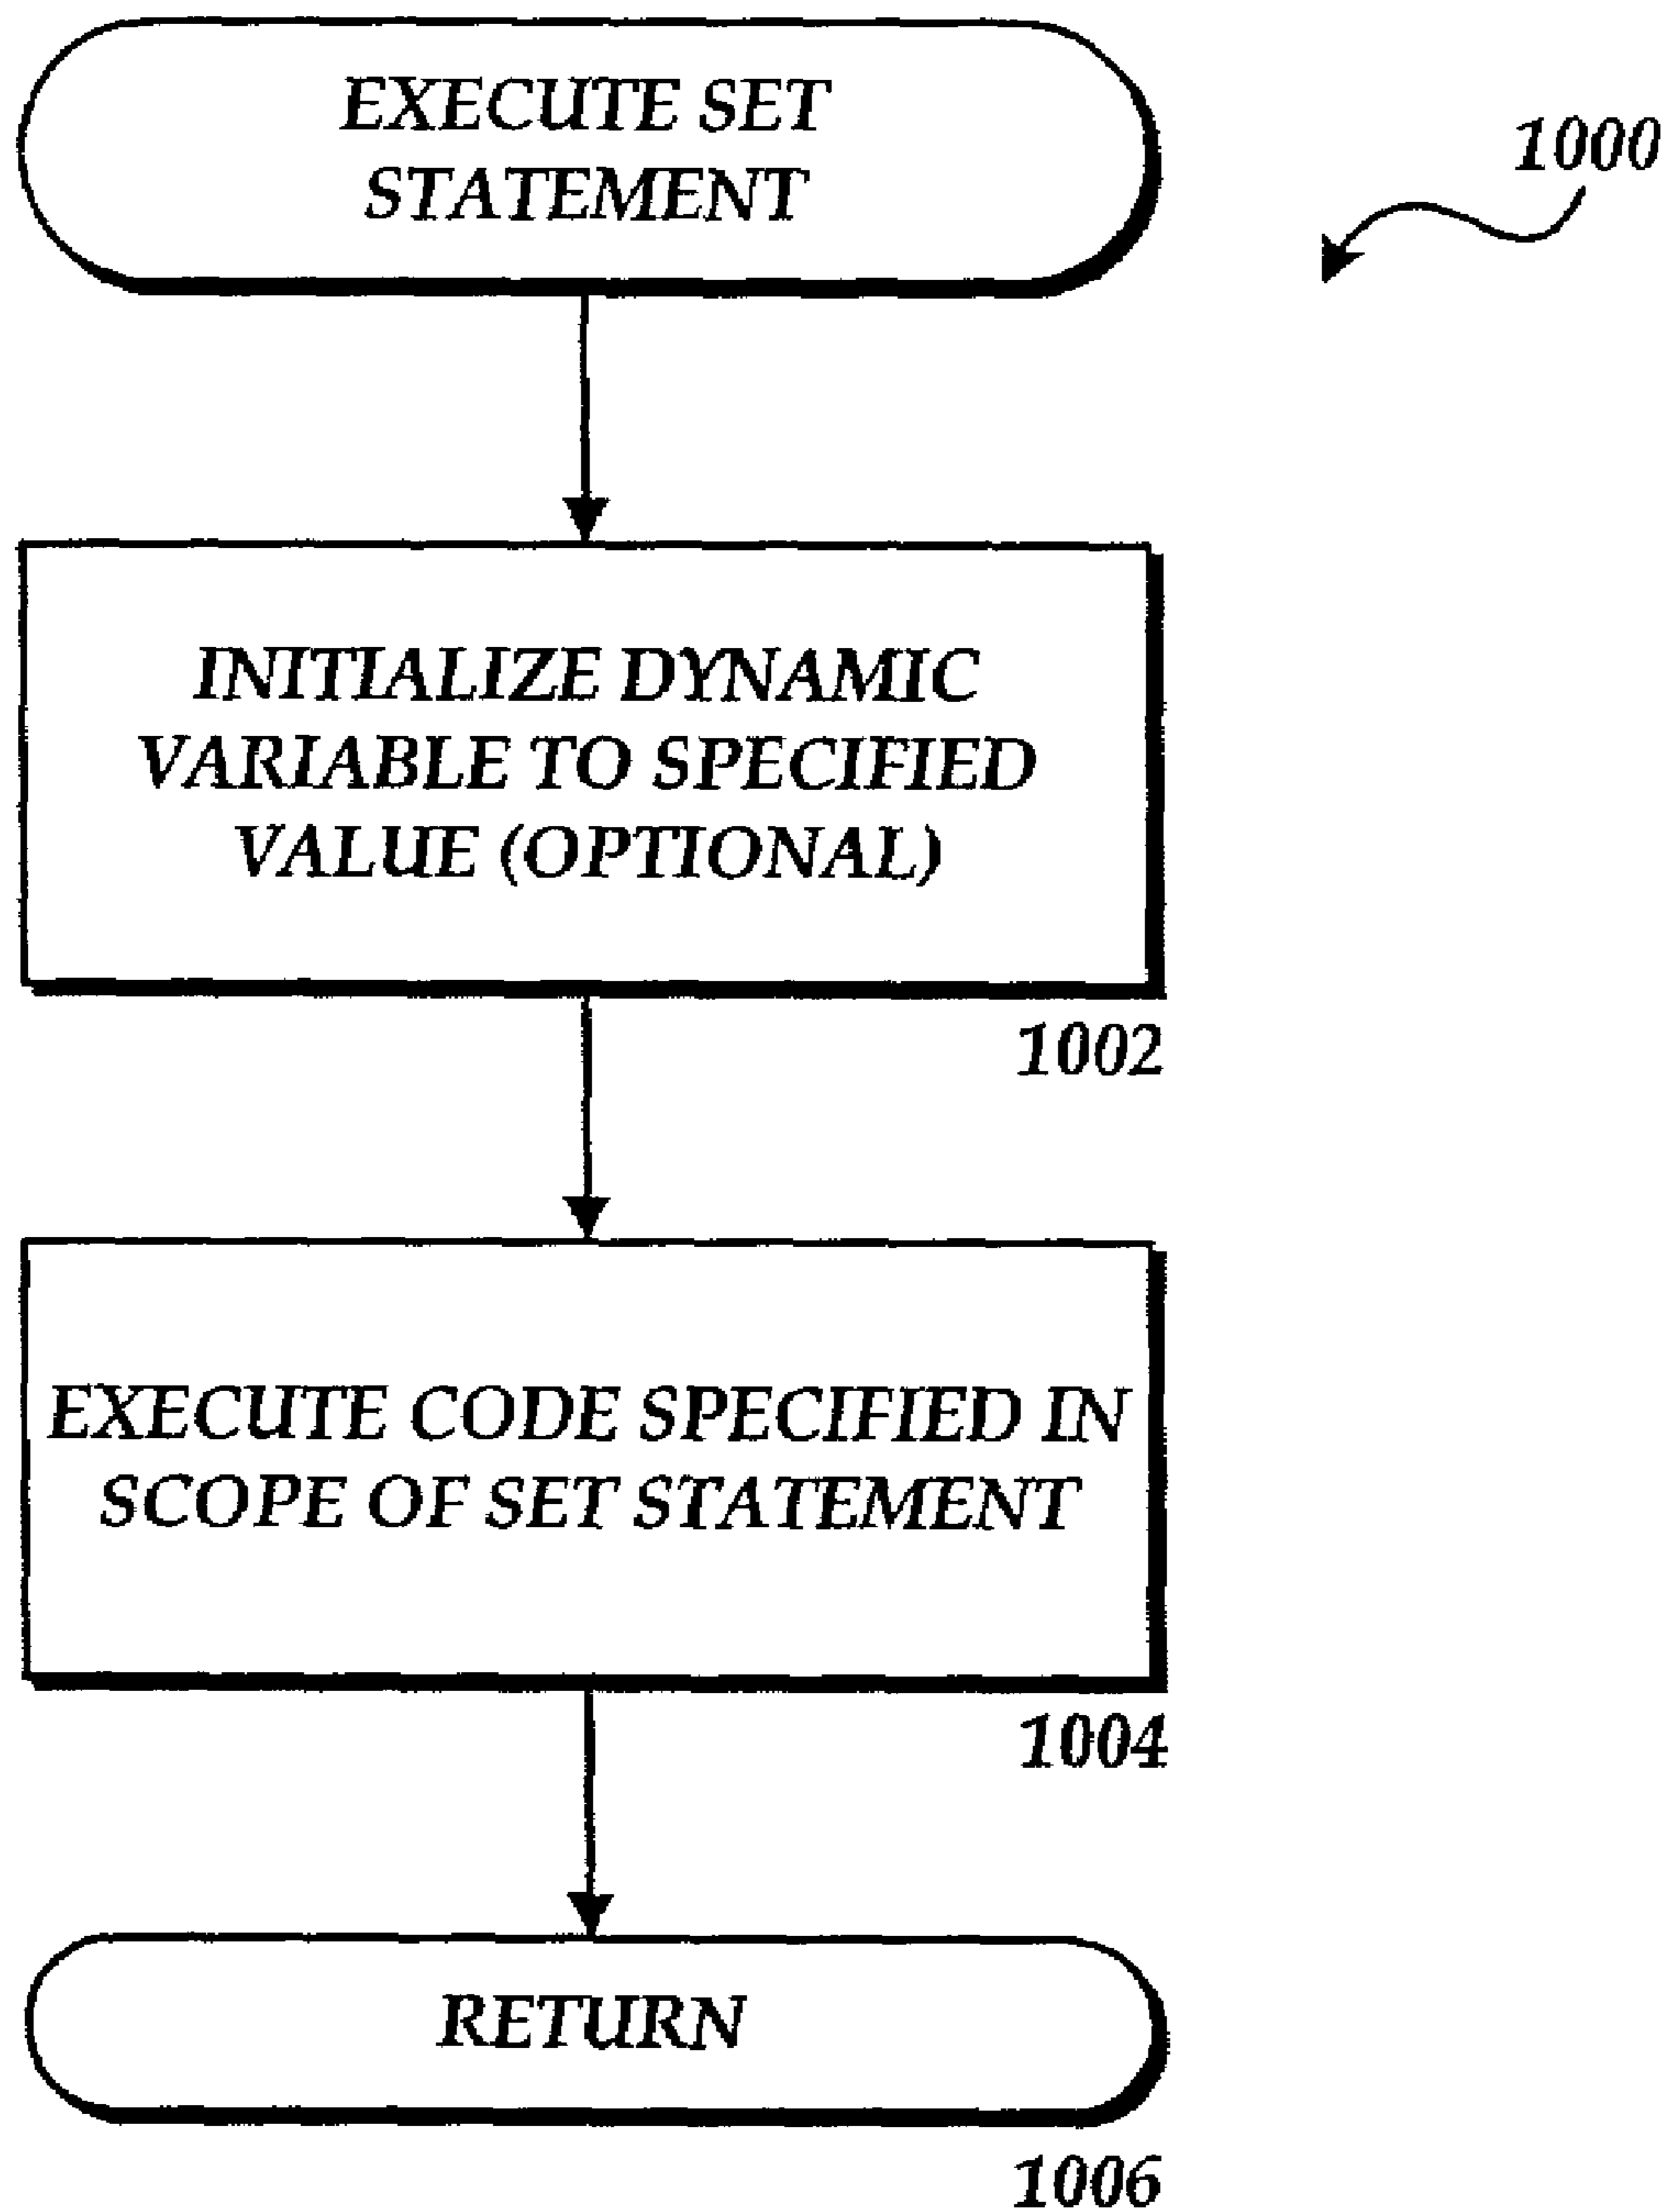 EXECUTE SET
STATEMENT
1000
INITIALIZE DYNAMIC
VARIABLE TO SPECIFIED
VALUE (OPTIONAL)
1002
EXECUTE CODE SPECIFIED IN
SCOPE OF SET STATEMENT
1004
RETURN
1006